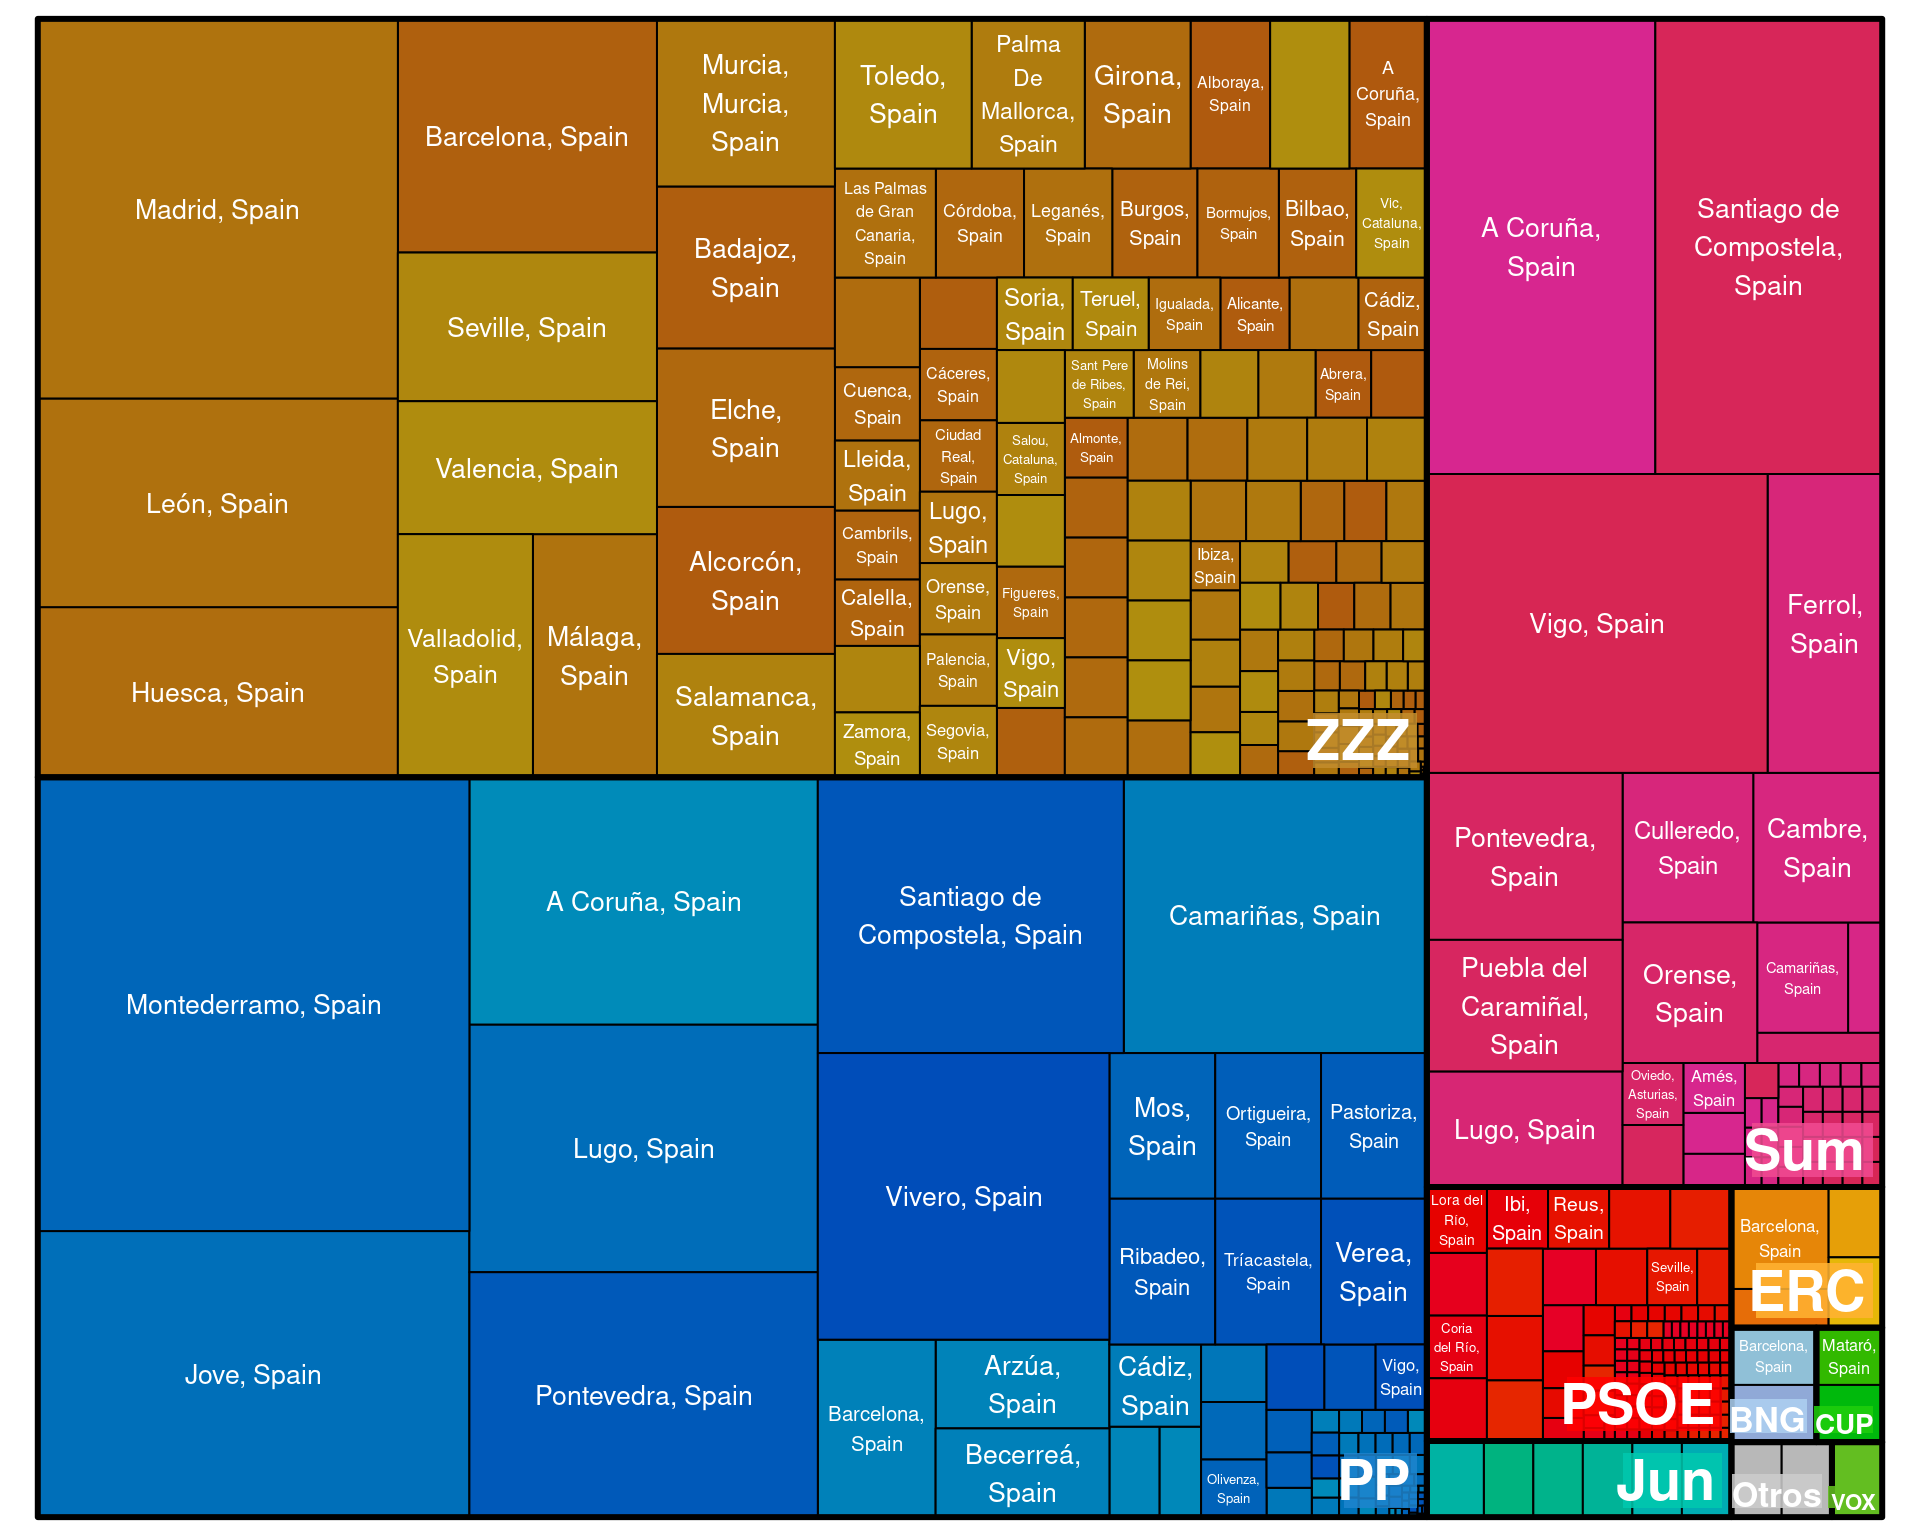 Madrid, Spain
León, Spain
Huesca, Spain
Barcelona, Spain
Seville, Spain
Valencia, Spain
Valladolid,
Spain
Málaga,
Spain
Murcia,
Murcia,
Spain
Badajoz,
Spain
Elche,
Spain
Alcorcón,
Spain
Salamanca,
Spain
Toledo,
Spain
Palma
De
Mallorca,
Spain
Girona,
Spain
Alboraya,
Spain
A
Coruña,
Spain
Las Palmas
de Gran
Canaria,
Spain
Córdoba,
Spain
Leganés,
Spain
Burgos,
Spain
Bormujos,
Spain
Bilbao,
Spain
Vic,
Cataluna,
Spain
Cuenca,
Spain
Lleida,
Spain
Cambrils,
Spain
Calella,
Spain
Zamora,
Spain
Cáceres,
Spain
Ciudad
Real,
Spain
Lugo,
Spain
Orense,
Spain
Palencia,
Spain
Segovia,
Spain
Soria,
Spain
Teruel,
Spain
Igualada,
Spain
Alicante,
Spain
Cádiz,
Spain
Salou,
Cataluna,
Spain
Figueres,
Spain
Vigo,
Spain
Sant Pere
de Ribes,
Spain
Molins
de Rei,
Spain
Abrera,
Spain
Almonte,
Spain
Ibiza,
Spain
ZZZ
Montederramo, Spain
Jove, Spain
A Coruña, Spain
Lugo, Spain
Pontevedra, Spain
Santiago de
Compostela, Spain
Camariñas, Spain
Vivero, Spain
Mos,
Spain
Ortigueira,
Spain
Pastoriza,
Spain
Ribadeo,
Spain
Tríacastela,
Spain
Verea,
Spain
Barcelona,
Spain
Arzúa,
Spain
Becerreá,
Spain
Cádiz,
Spain
Olivenza,
Spain
Vigo,
Spain
PP
A Coruña,
Spain
Santiago de
Compostela,
Spain
Vigo, Spain
Ferrol,
Spain
Pontevedra,
Spain
Puebla del
Caramiñal,
Spain
Lugo, Spain
Culleredo,
Spain
Cambre,
Spain
Orense,
Spain
Camariñas,
Spain
Oviedo,
Asturias,
Spain
Amés,
Spain
Sum
Lora del
Río,
Spain
Ibi,
Spain
Reus,
Spain
Seville,
Spain
Coria
del Río,
Spain
PSOE
Barcelona,
Spain
ERC
Barcelona,
Spain
BNG
Mataró,
Spain
CUP
Jun
Otros
VOX